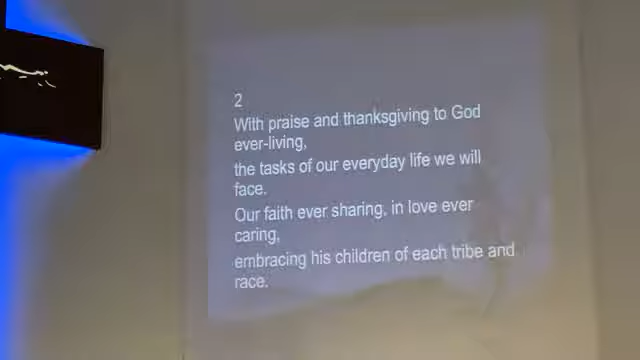 2
With praise and thanksgiving to God
ever-living,
the tasks of our everyday life we will
face.
Our faith ever sharing, in love ever
caring,
embracing his children of each tribe and
race.